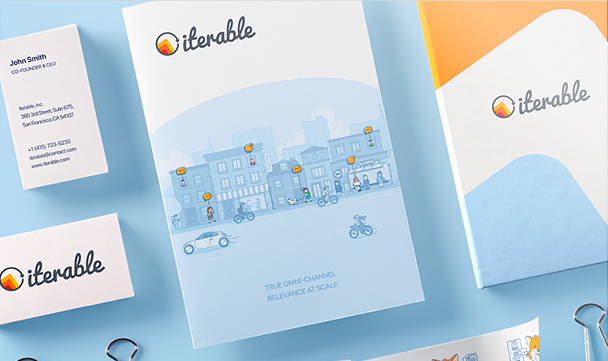 John Smith
CO-FOUNDER & CEO
Iterable, Inc.
360 3rd Street, Suite 675,
San Francisco, CA 94107
+1 (415) 723-5230
iterable@contact.com
www.iterable.com
iterable
iterable
TRUE OMNI-CHANNEL
RELEVANCE AT SCALE
iterable